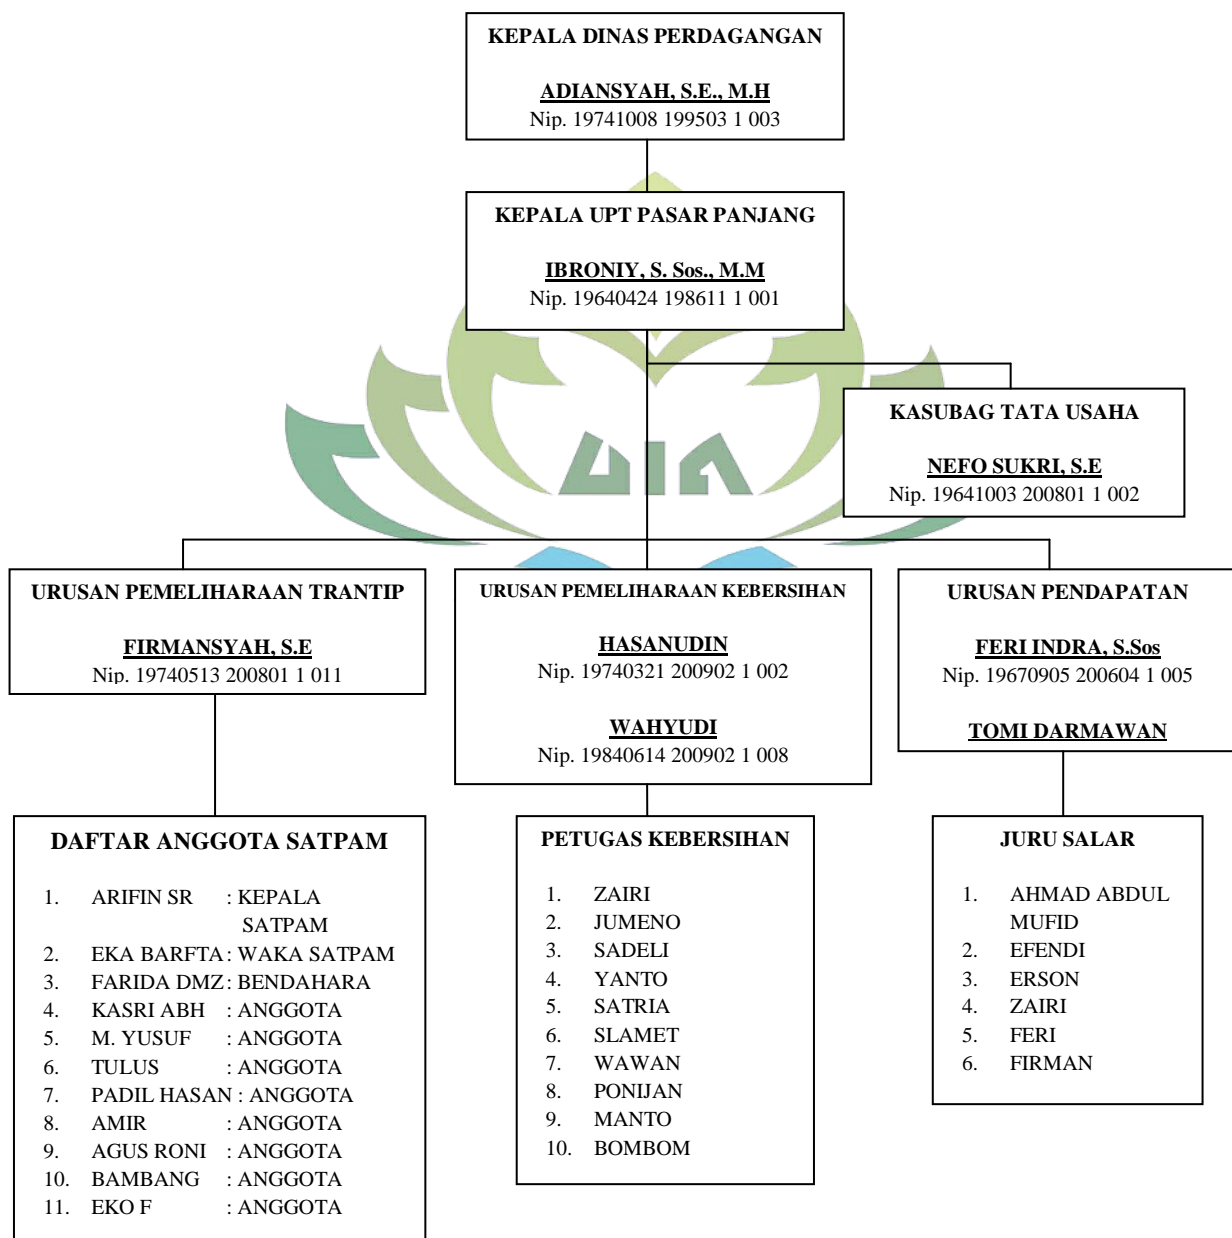 KEPALA DINAS PERDAGANGAN
ADIANSYAH, S.E., M.H
Nip. 19741008 199503 1 003
KEPALA UPT PASAR PANJANG
IBRONIY, S. Sos., M.M
Nip. 19640424 198611 1 001
KASUBAG TATA USAHA
NEFO SUKRI, S.E
Nip. 19641003 200801 1 002
UIN
URUSAN PEMELIHARAAN TRANTIP
FIRMANSYAH, S.E
Nip. 19740513 200801 1 011
URUSAN PEMELIHARAAN KEBERSIHAN
HASANUDIN
Nip. 19740321 200902 1 002
WAHYUDI
Nip. 19840614 200902 1 008
URUSAN PENDAPATAN
FERI INDRA, S.Sos
Nip. 19670905 200604 1 005
TOMI DARMAWAN
DAFTAR ANGGOTA SATPAM
1. ARIFIN SR : KEPALA
SATPAM
2. EKA BARFTA : WAKA SATPAM
3. FARIDA DMZ : BENDAHARA
4. KASRI ABH : ANGGOTA
5. M. YUSUF : ANGGOTA
6. TULUS : ANGGOTA
7. PADIL HASAN : ANGGOTA
8. AMIR : ANGGOTA
9. AGUS RONI : ANGGOTA
10. BAMBANG : ANGGOTA
11. EKO F : ANGGOTA
PETUGAS KEBERSIHAN
1. ZAIRI
2. JUMENO
3. SADELI
4. YANTO
5. SATRIA
6. SLAMET
7. WAWAN
8. PONIJAN
9. MANTO
10. BOMBOM
JURU SALAR
1. AHMAD ABDUL
MUFID
2. EFENDI
3. ERSON
4. ZAIRI
5. FERI
6. FIRMAN